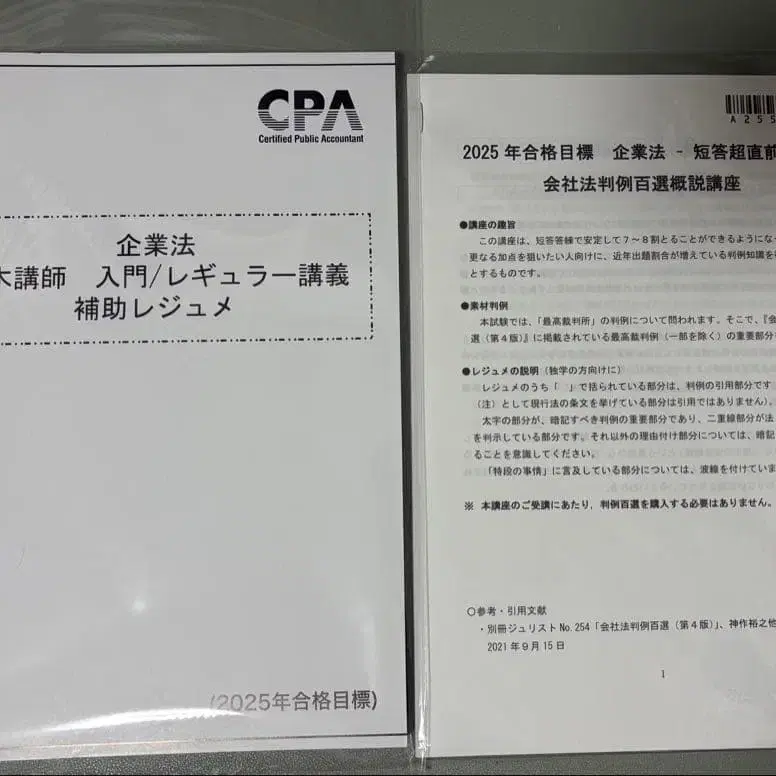 CPA
Certified Public Accountant
企業法
木講師 入門/レギュラー講義
補助レジュメ
(2025年合格目標)
A255
2025年合格目標 企業法 - 短答超直前
会社法判例百選概説講座
●講座の趣旨
この講座は、短答答練で安定して7～8割とることができるようにな
更なる加点を狙いたい人向けに、近年出題割合が増えている判例知識を
とするものです。
●素材判例
本試験では、「最高裁判所」の判例について問われます。そこで、『会
選（第4版）』に掲載されている最高裁判例（一部を除く）の重要部分
●レジュメの説明（独学の方向けに）
レジュメのうち「 」で括られている部分は、判例の引用部分です
（注）として現行法の条文を挙げている部分は引用ではありません）。
太字の部分が、暗記すべき判例の重要部分であり、二重線部分が法
を判示している部分です。それ以外の理由付け部分については、暗記
ることを意識してください。
「特段の事情」に言及している部分については、波線を付けていま
※ 本講座のご受講にあたり，判例百選を購入する必要はありません。
○参考・引用文献
・別冊ジュリストNo.254「会社法判例百選（第4版）」、神作裕之他
2021年9月15日
1